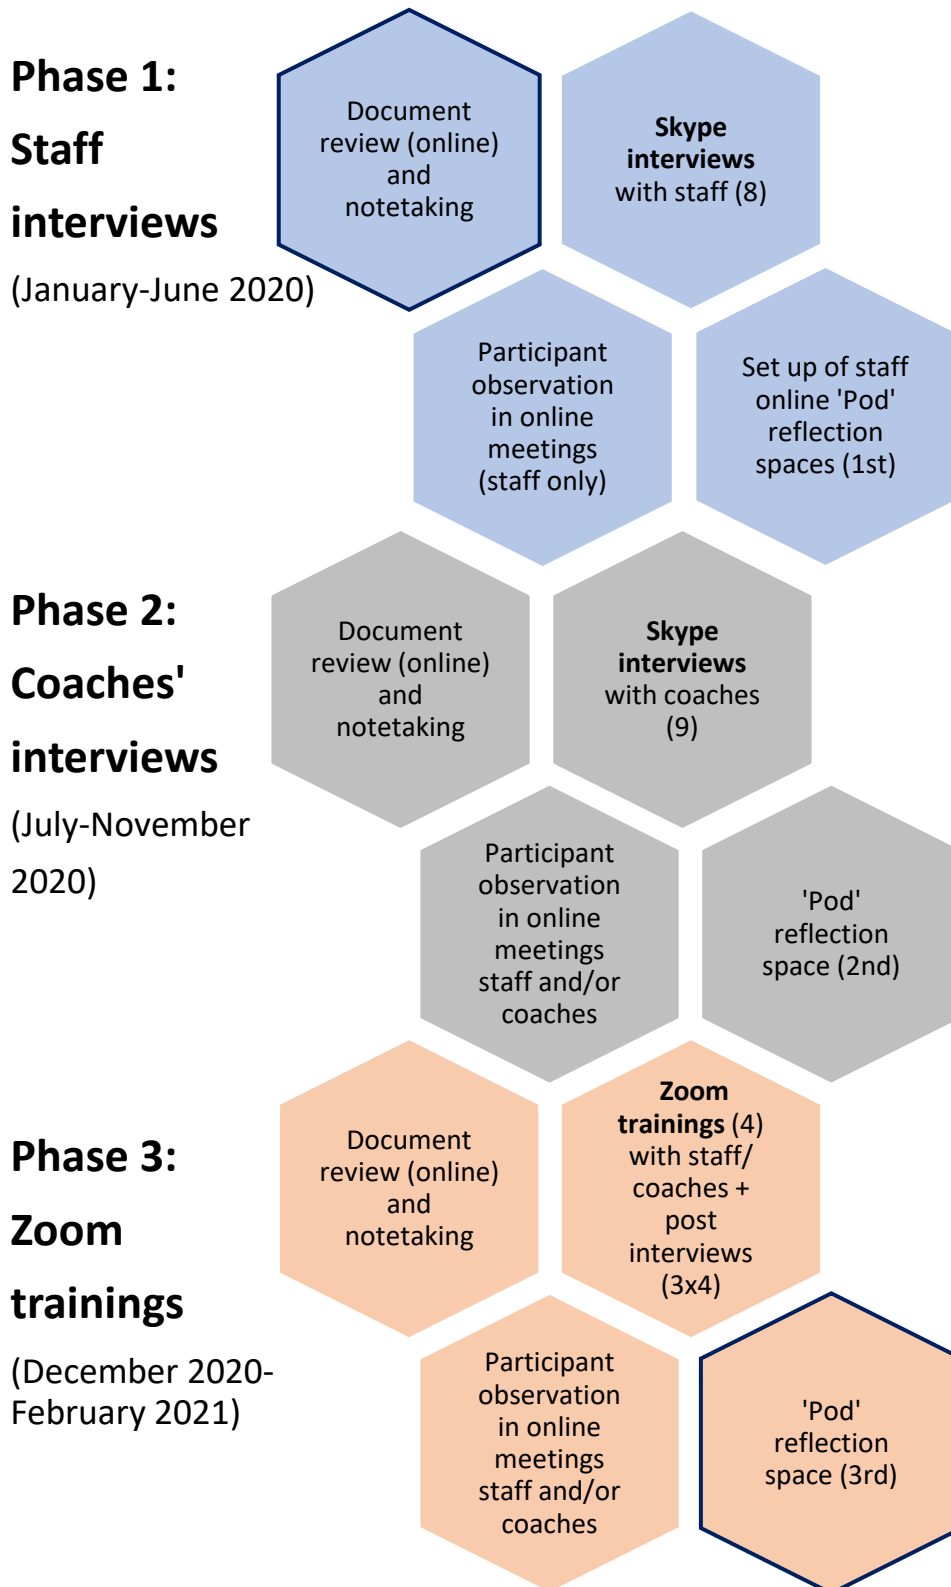 Phase 1:
Staff
interviews
(January-June 2020)
Document
review (online)
and
notetaking
Skype
interviews
with staff (8)
Participant
observation
in online
meetings
(staff only)
Set up of staff
online 'Pod'
reflection
spaces (1st)
Phase 2:
Coaches'
interviews
(July-November
2020)
Document
review (online)
and
notetaking
Skype
interviews
with coaches
(9)
Participant
observation
in online
meetings
staff and/or
coaches
'Pod'
reflection
space (2nd)
Phase 3:
Zoom
trainings
(December 2020-
February 2021)
Document
review (online)
and
notetaking
Zoom
trainings (4)
with staff/
coaches +
post
interviews
(3x4)
Participant
observation
in online
meetings
staff and/or
coaches
'Pod'
reflection
space (3rd)